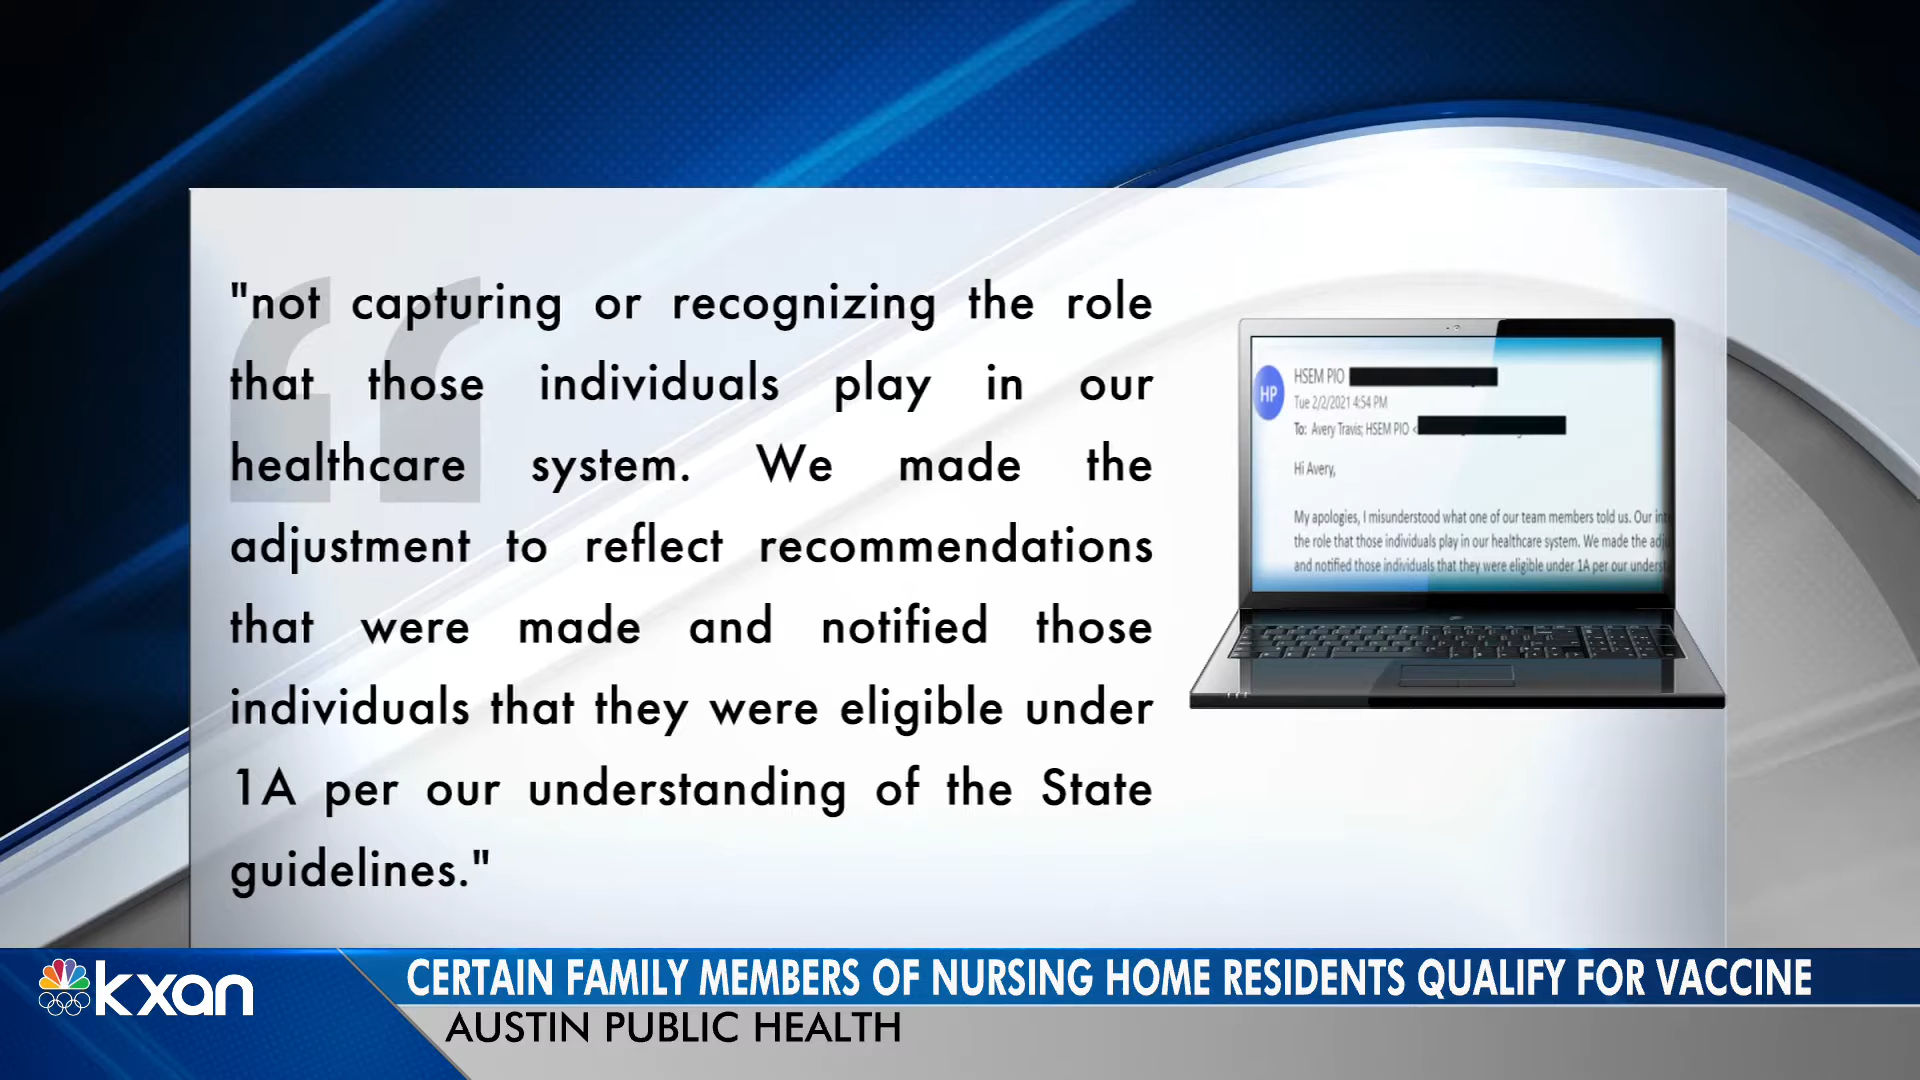 "not capturing or recognizing the role
that those individuals play in our
healthcare system. We made the
adjustment to reflect recommendations
that were made and notified those
individuals that they were eligible under
1A per our understanding of the State
guidelines."
HP
HSEM PIO
Tue 2/2/2021 4:54 PM
To: Avery Travis; HSEM PIO <
Hi Avery,
My apologies, I misunderstood what one of our team members told us. Our
the role that those individuals play in our healthcare system. We made the
and notified those individuals that they were eligible under 1A per our
kxan
CERTAIN FAMILY MEMBERS OF NURSING HOME RESIDENTS QUALIFY FOR VACCINE
AUSTIN PUBLIC HEALTH